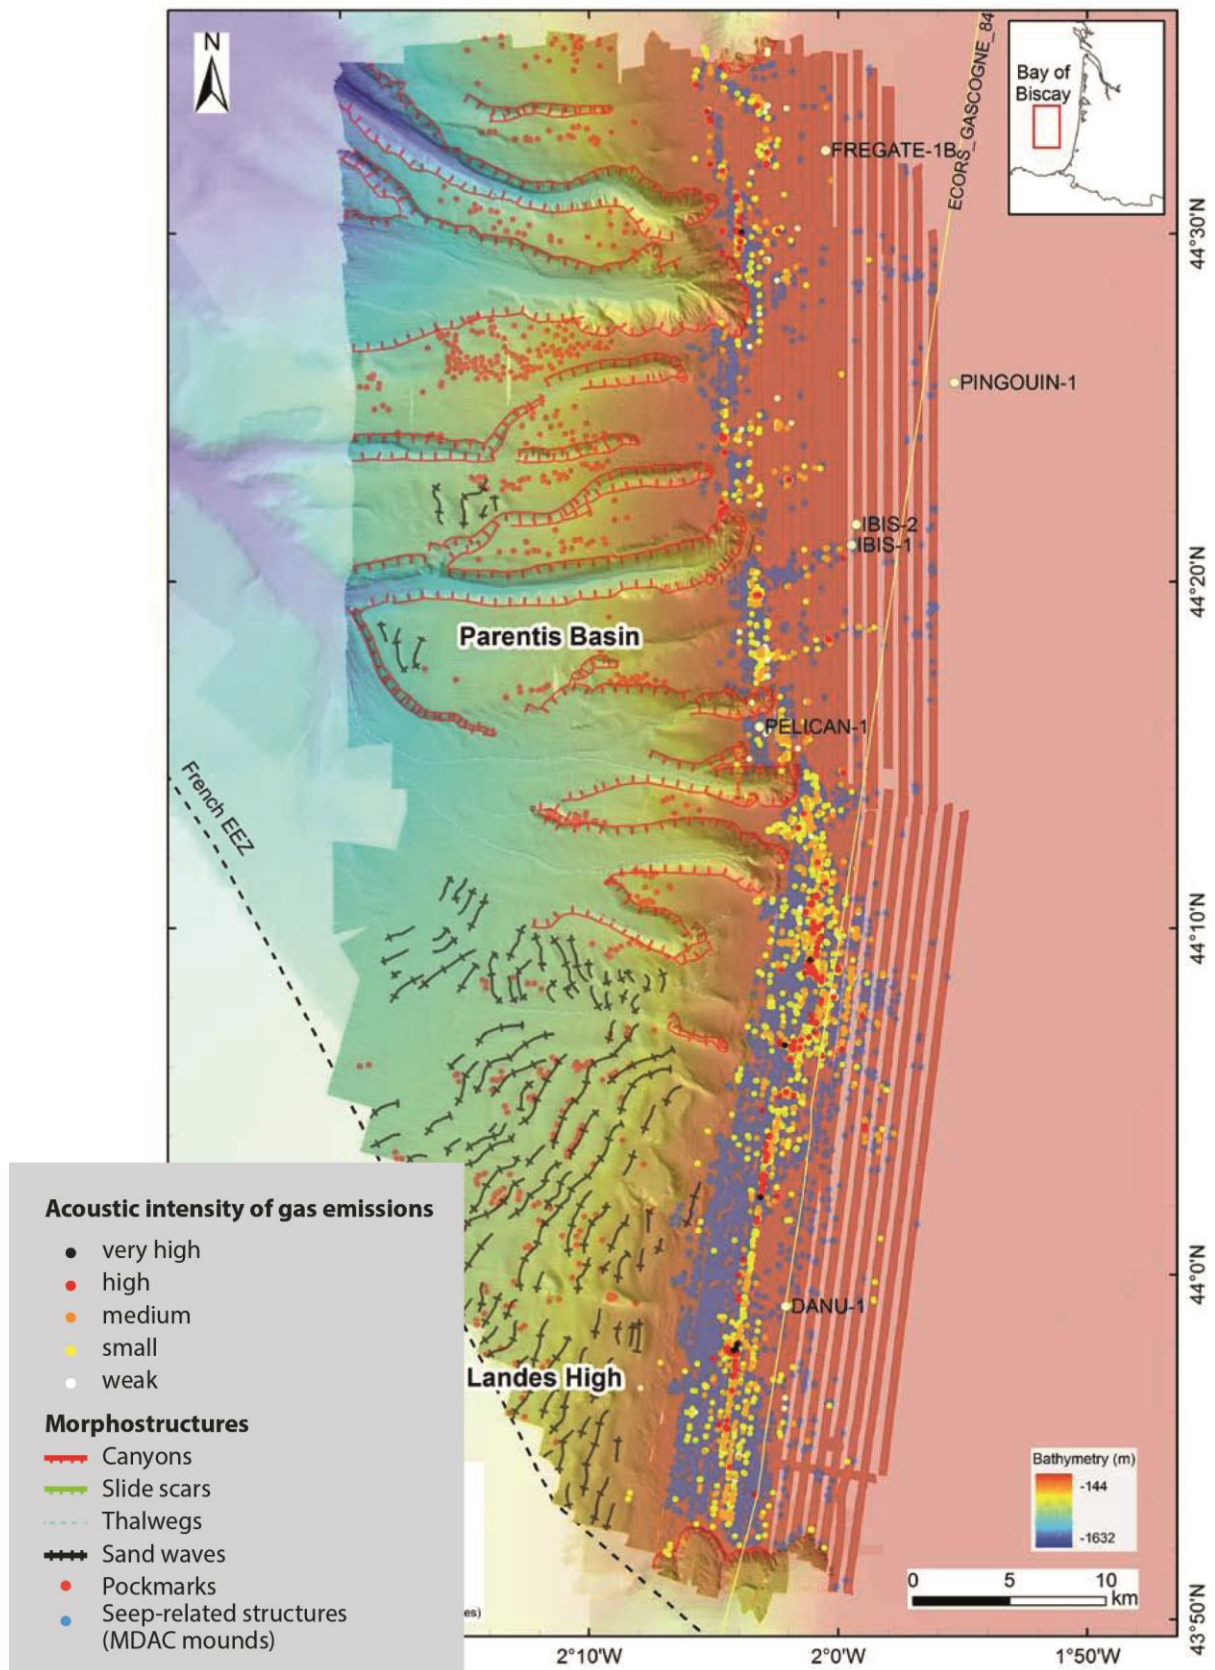 N
Bay of
Biscay
ECORS_GASCOGNE_84
FREGATE-1B
44°30'N
PINGOUIN-1
IBIS-2
IBIS-1
44°20'N
Parentis Basin
PELICAN-1
French EEZ
44°10'N
44°0'N
DANU-1
Landes High
Acoustic intensity of gas emissions
very high
high
medium
small
weak
Morphostructures
Canyons
Slide scars
Thalwegs
Sand waves
Pockmarks
Seep-related structures
(MDAC mounds)
es)
Bathymetry (m)
-144
-1632
0 5 10
km
43°50'N
2°10'W 2°0'W 1°50'W